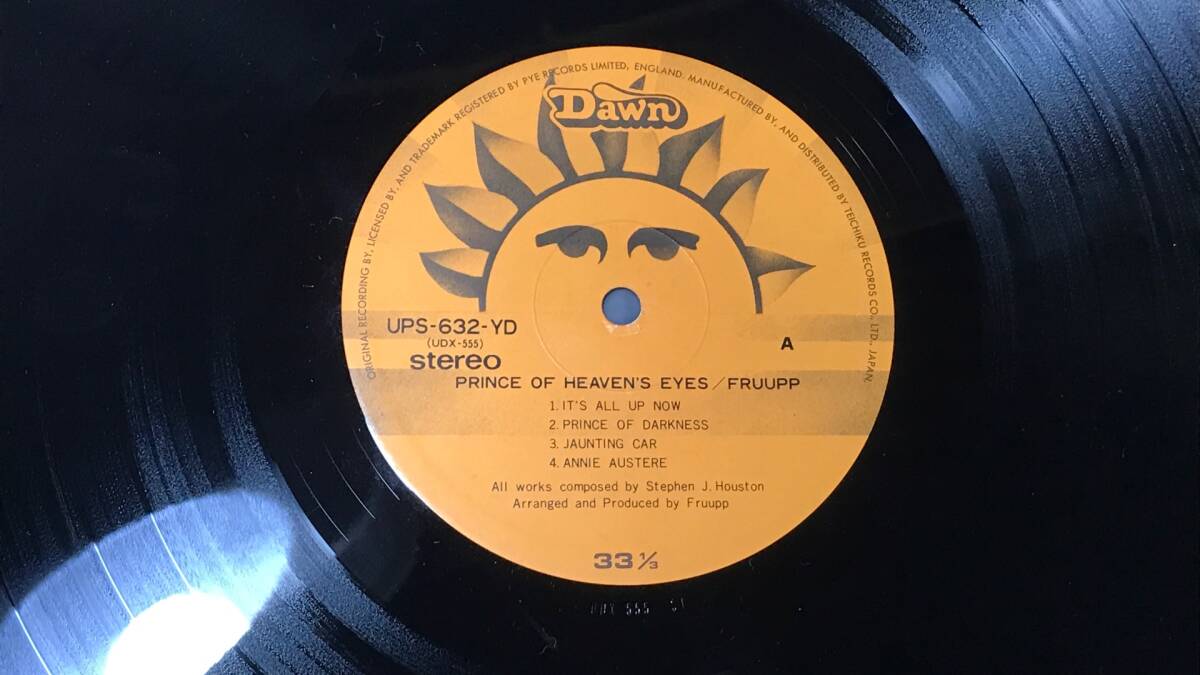 ORIGINAL RECORDING BY, LICENSED BY, AND TRADEMARK REGISTERED BY PYE RECORDS LIMITED, ENGLAND. MANUFACTURED BY, AND DISTRIBUTED BY TEICHIKU RECORDS CO., LTD., JAPAN.
Dawn
UPS-632-YD
(UDX-555)
stereo
A
PRINCE OF HEAVEN'S EYES/FRUUPP
1. IT'S ALL UP NOW
2. PRINCE OF DARKNESS
3. JAUNTING CAR
4. ANNIE AUSTERE
All works composed by Stephen J. Houston
Arranged and Produced by Fruupp
33 1/3
555